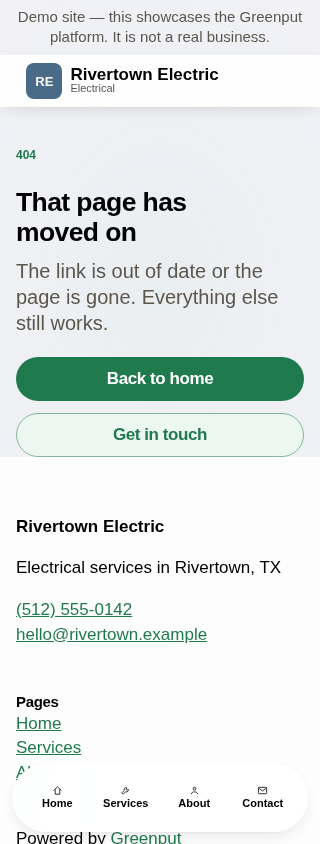 Demo site — this showcases the Greenput
platform. It is not a real business.
RE
Rivertown Electric
Electrical
404
That page has
moved on
The link is out of date or the
page is gone. Everything else
still works.
Back to home
Get in touch
Rivertown Electric
Electrical services in Rivertown, TX
(512) 555-0142
hello@rivertown.example
Pages
Home
Services
Home
Services
About
Contact
Powered by Greenput